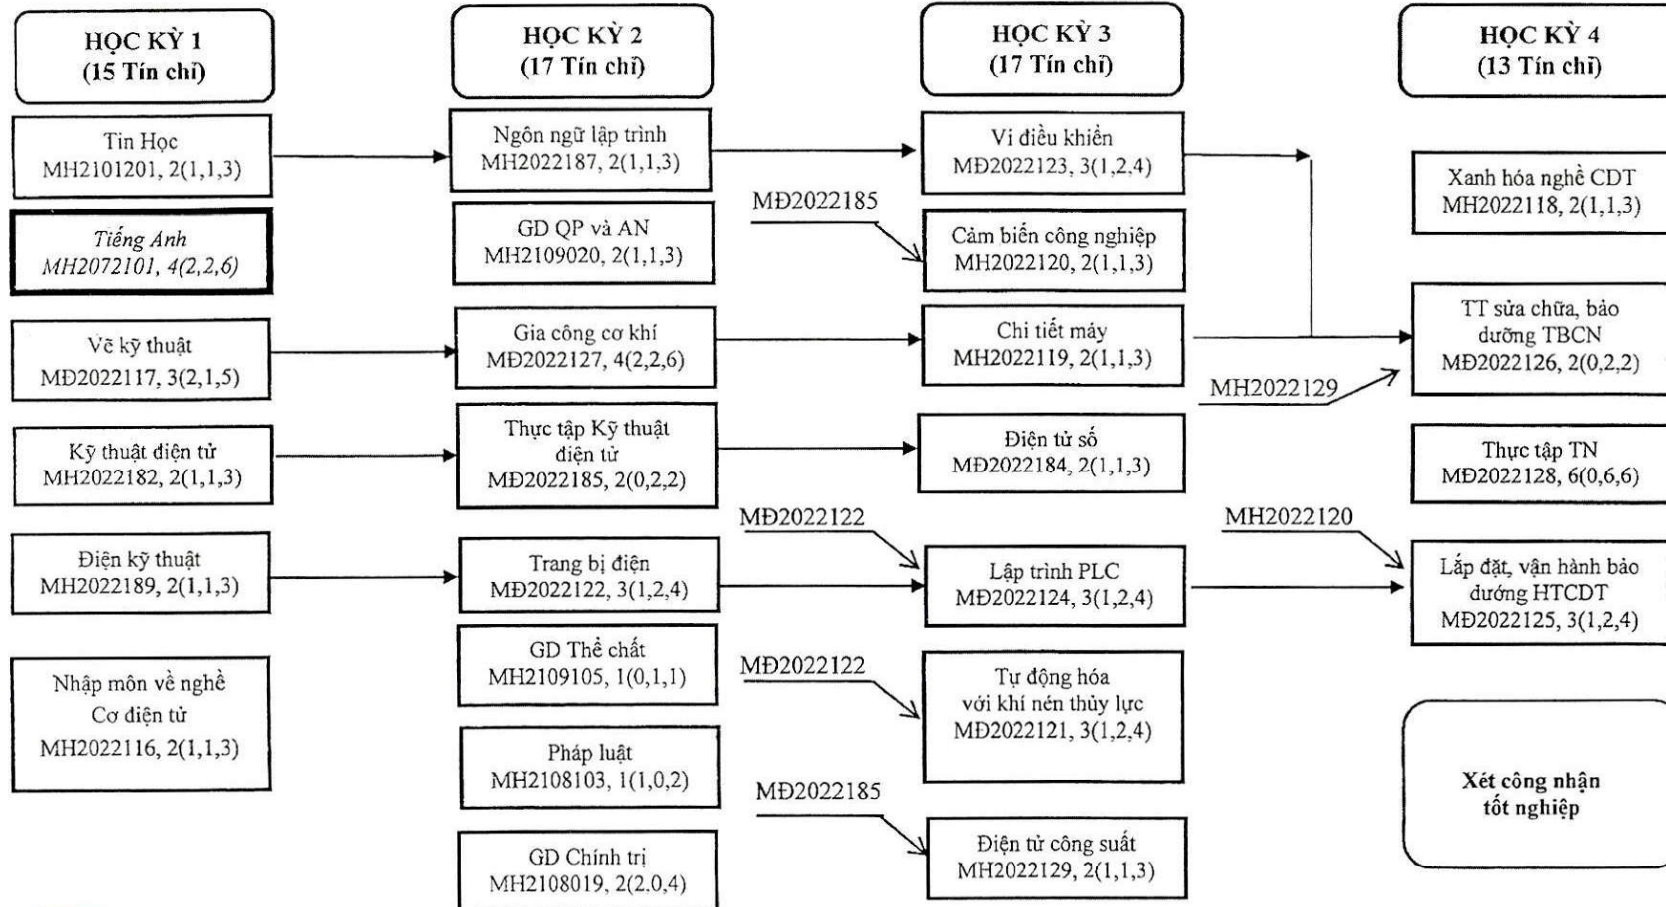 HỌC KỲ 1
(15 Tín chỉ)
Tin Học
MH2101201, 2(1,1,3)
Tiếng Anh
MH2072101, 4(2,2,6)
Vẽ kỹ thuật
MĐ2022117, 3(2,1,5)
Kỹ thuật điện tử
MH2022182, 2(1,1,3)
Điện kỹ thuật
MH2022189, 2(1,1,3)
Nhập môn về nghề
Cơ điện tử
MH2022116, 2(1,1,3)
HỌC KỲ 2
(17 Tín chỉ)
Ngôn ngữ lập trình
MH2022187, 2(1,1,3)
GD QP và AN
MH2109020, 2(1,1,3)
Gia công cơ khí
MĐ2022127, 4(2,2,6)
Thực tập Kỹ thuật
điện tử
MĐ2022185, 2(0,2,2)
Trang bị điện
MĐ2022122, 3(1,2,4)
GD Thể chất
MH2109105, 1(0,1,1)
Pháp luật
MH2108103, 1(1,0,2)
GD Chính trị
MH2108019, 2(2,0,4)
MĐ2022185
MĐ2022122
MĐ2022122
MĐ2022185
HỌC KỲ 3
(17 Tín chỉ)
Vi điều khiển
MĐ2022123, 3(1,2,4)
Cảm biến công nghiệp
MH2022120, 2(1,1,3)
Chi tiết máy
MH2022119, 2(1,1,3)
Điện tử số
MĐ2022184, 2(1,1,3)
Lập trình PLC
MĐ2022124, 3(1,2,4)
Tự động hóa
với khí nén thủy lực
MĐ2022121, 3(1,2,4)
Điện tử công suất
MH2022129, 2(1,1,3)
MH2022129
MH2022120
HỌC KỲ 4
(13 Tín chỉ)
Xanh hóa nghề CDT
MH2022118, 2(1,1,3)
TT sửa chữa, bảo
dưỡng TBCN
MĐ2022126, 2(0,2,2)
Thực tập TN
MĐ2022128, 6(0,6,6)
Lắp đặt, vận hành bảo
dướng HTCDT
MĐ2022125, 3(1,2,4)
Xét công nhận
tốt nghiệp